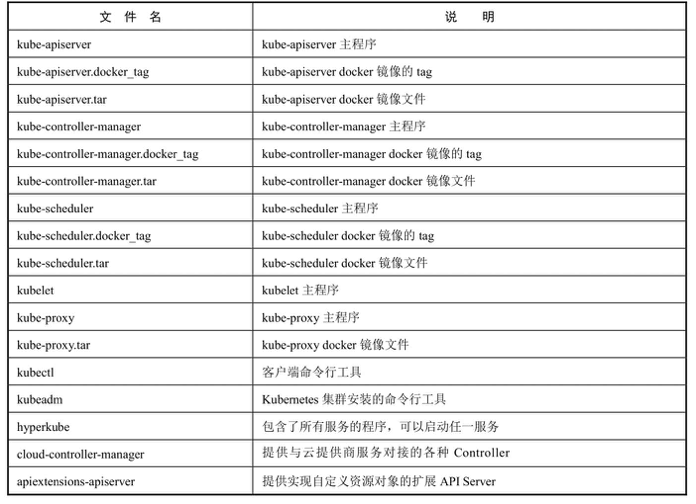 文 件 名 说 明
kube-apiserver kube-apiserver 主程序
kube-apiserver.docker_tag kube-apiserver docker 镜像的 tag
kube-apiserver.tar kube-apiserver docker 镜像文件
kube-controller-manager kube-controller-manager 主程序
kube-controller-manager.docker_tag kube-controller-manager docker 镜像的 tag
kube-controller-manager.tar kube-controller-manager docker 镜像文件
kube-scheduler kube-scheduler 主程序
kube-scheduler.docker_tag kube-scheduler docker 镜像的 tag
kube-scheduler.tar kube-scheduler docker 镜像文件
kubelet kubelet 主程序
kube-proxy kube-proxy 主程序
kube-proxy.tar kube-proxy docker 镜像文件
kubectl 客户端命令行工具
kubeadm Kubernetes 集群安装的命令行工具
hyperkube 包含了所有服务的程序，可以启动任一服务
cloud-controller-manager 提供与云提供商服务对接的各种 Controller
apiextensions-apiserver 提供实现自定义资源对象的扩展 API Server